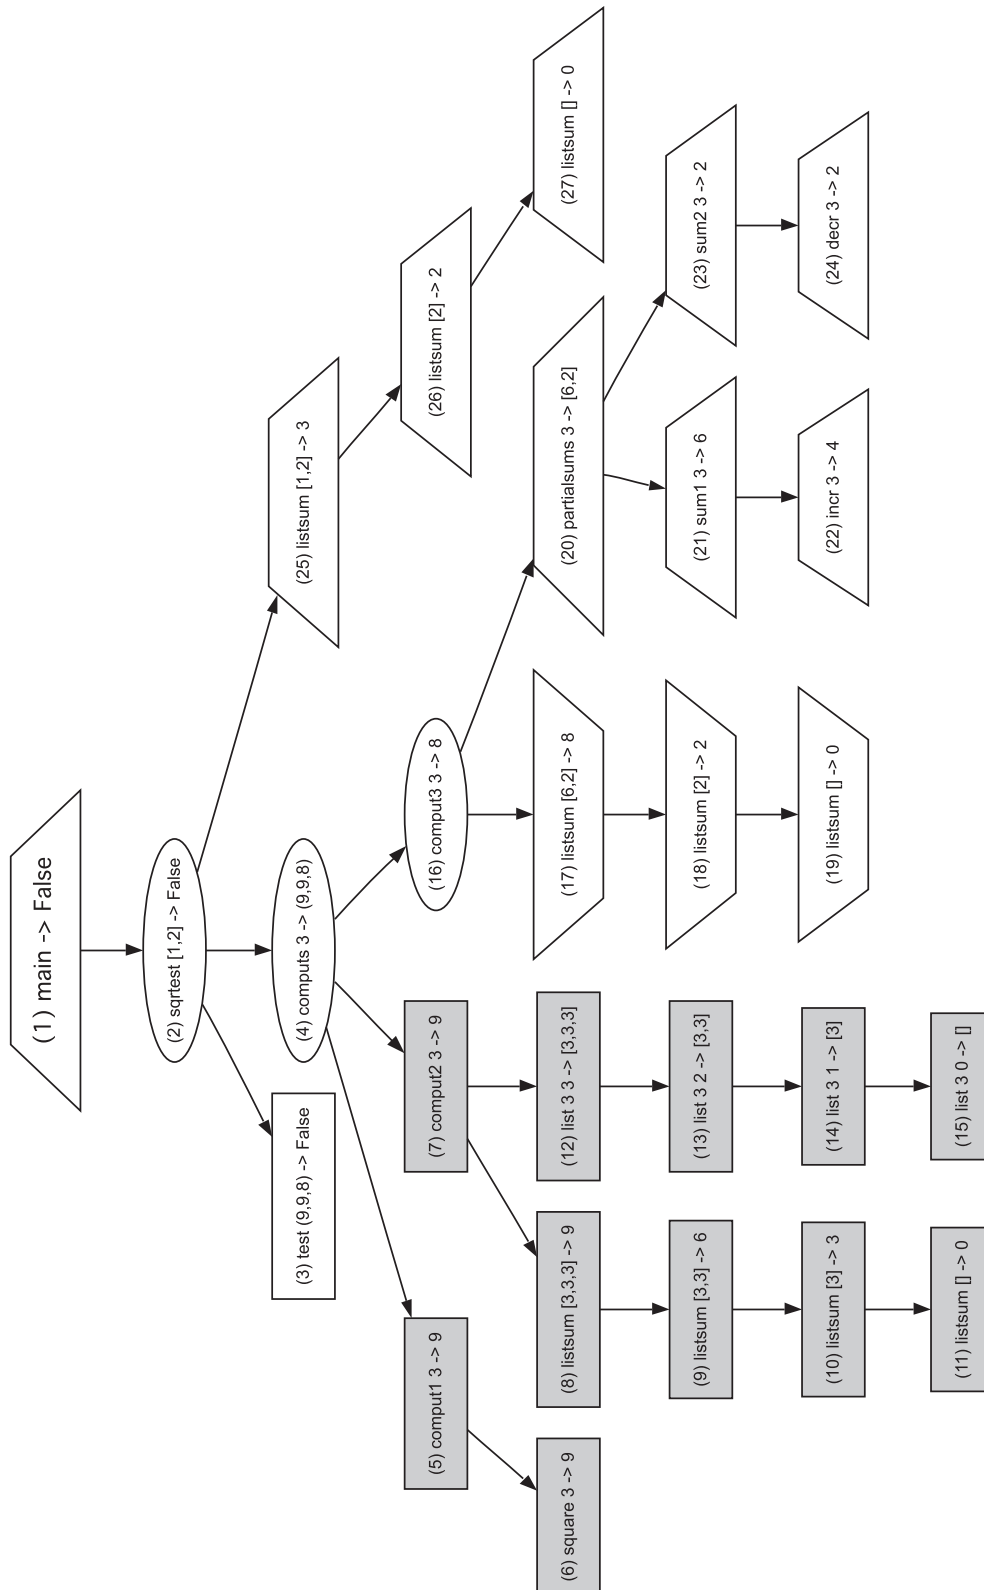 (1) main -> False
(2) sqrtest [1,2] -> False
(3) test (9,9,8) -> False
(4) computs 3 -> (9,9,8)
(5) comput1 3 -> 9
(6) square 3 -> 9
(7) comput2 3 -> 9
(8) listsum [3,3,3] -> 9
(9) listsum [3,3] -> 6
(10) listsum [3] -> 3
(11) listsum [] -> 0
(12) list 3 3 -> [3,3,3]
(13) list 3 2 -> [3,3]
(14) list 3 1 -> [3]
(15) list 3 0 -> []
(16) comput3 3 -> 8
(17) listsum [6,2] -> 8
(18) listsum [2] -> 2
(19) listsum [] -> 0
(20) partialsums 3 -> [6,2]
(21) sum1 3 -> 6
(22) incr 3 -> 4
(23) sum2 3 -> 2
(24) decr 3 -> 2
(25) listsum [1,2] -> 3
(26) listsum [2] -> 2
(27) listsum [] -> 0